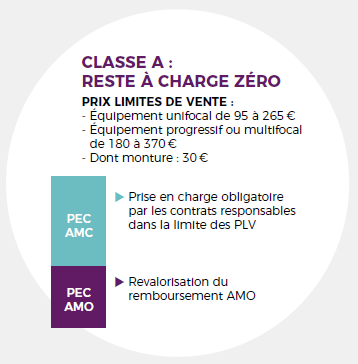 CLASSE A :
RESTE À CHARGE ZÉRO
PRIX LIMITES DE VENTE :
- Équipement unifocal de 95 à 265 €
- Équipement progressif ou multifocal
de 180 à 370 €
- Dont monture : 30 €
PEC
AMC
Prise en charge obligatoire
par les contrats responsables
dans la limite des PLV
PEC
AMO
Revalorisation du
remboursement AMO